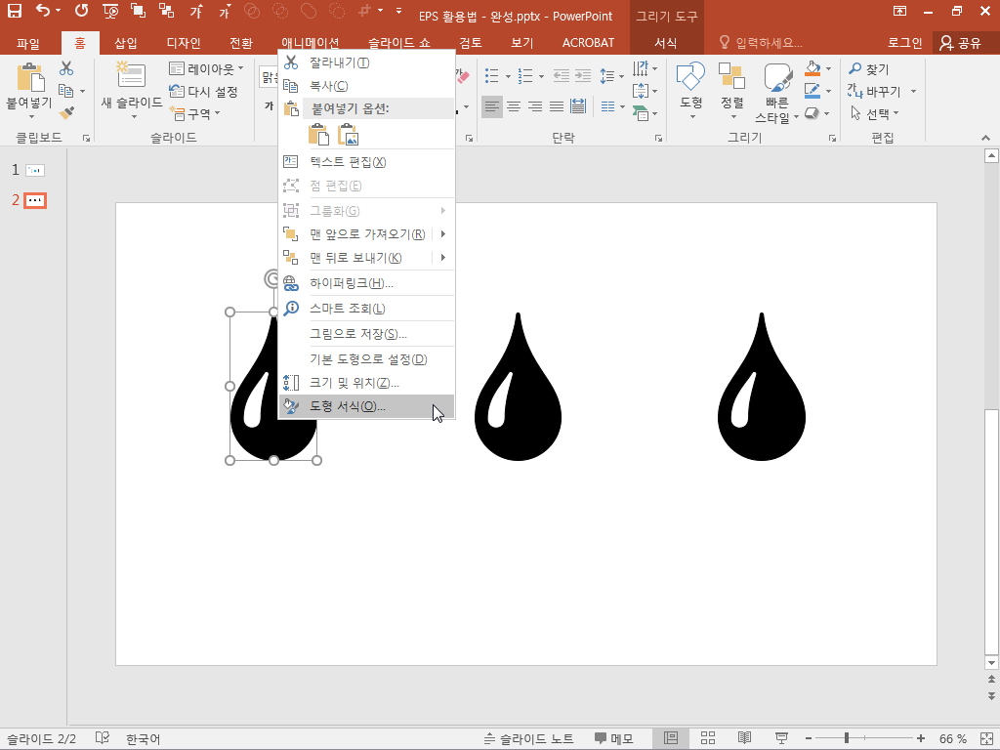 EPS 활용법 - 완성.pptx - PowerPoint
그리기 도구
파일 홈 삽입 디자인 전환 애니메이션 슬라이드 쇼 검토 보기 ACROBAT 서식 입력하세요... 로그인 공유
붙여넣기
새 슬라이드
레이아웃
다시 설정
구역
가
도형
정렬
빠른
스타일
찾기
바꾸기
선택
클립보드 슬라이드 단락 그리기 편집
잘라내기(T)
복사(C)
붙여넣기 옵션:
텍스트 편집(X)
점 편집(E)
그룹화(G)
맨 앞으로 가져오기(R)
맨 뒤로 보내기(K)
하이퍼링크(H)...
스마트 조회(L)
그림으로 저장(S)...
기본 도형으로 설정(D)
크기 및 위치(Z)...
도형 서식(O)...
1
2
슬라이드 2/2 한국어 슬라이드 노트 메모 66 %